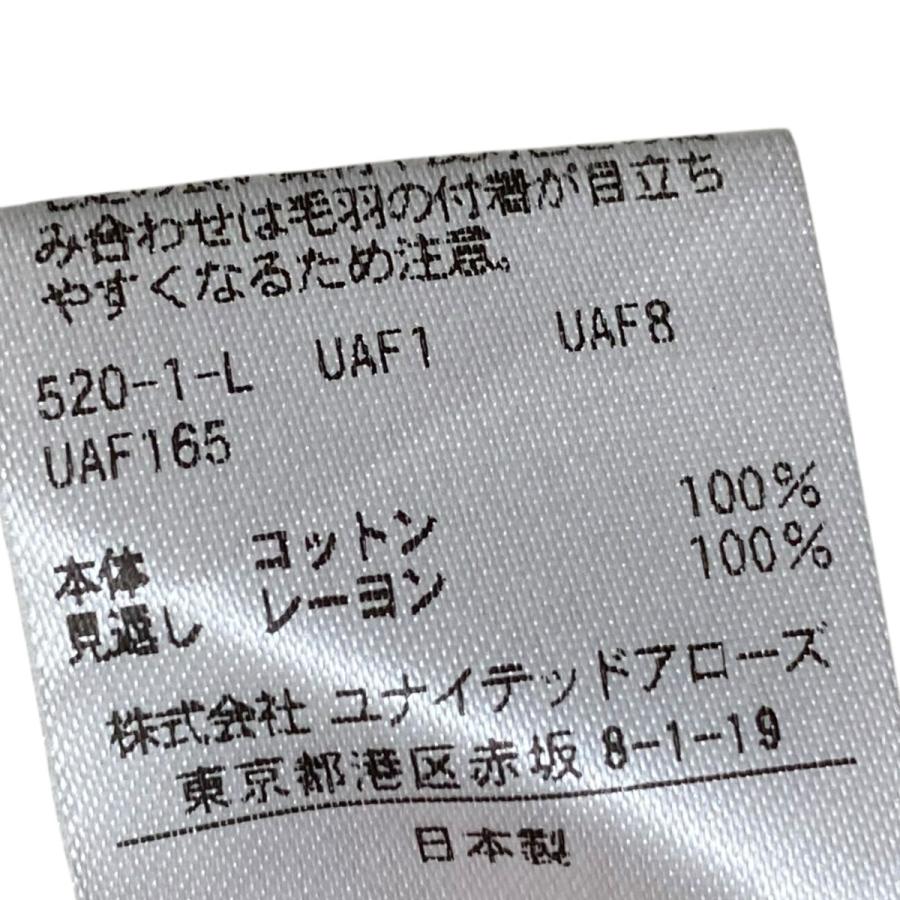 み合わせは毛羽の付着が目立ち
やすくなるため注意。
520-1-L UAF1 UAF8
UAF165
本体 コットン 100%
見返し レーヨン 100%
株式会社 ユナイテッドアローズ
東京都港区赤坂 8-1-19
日本製